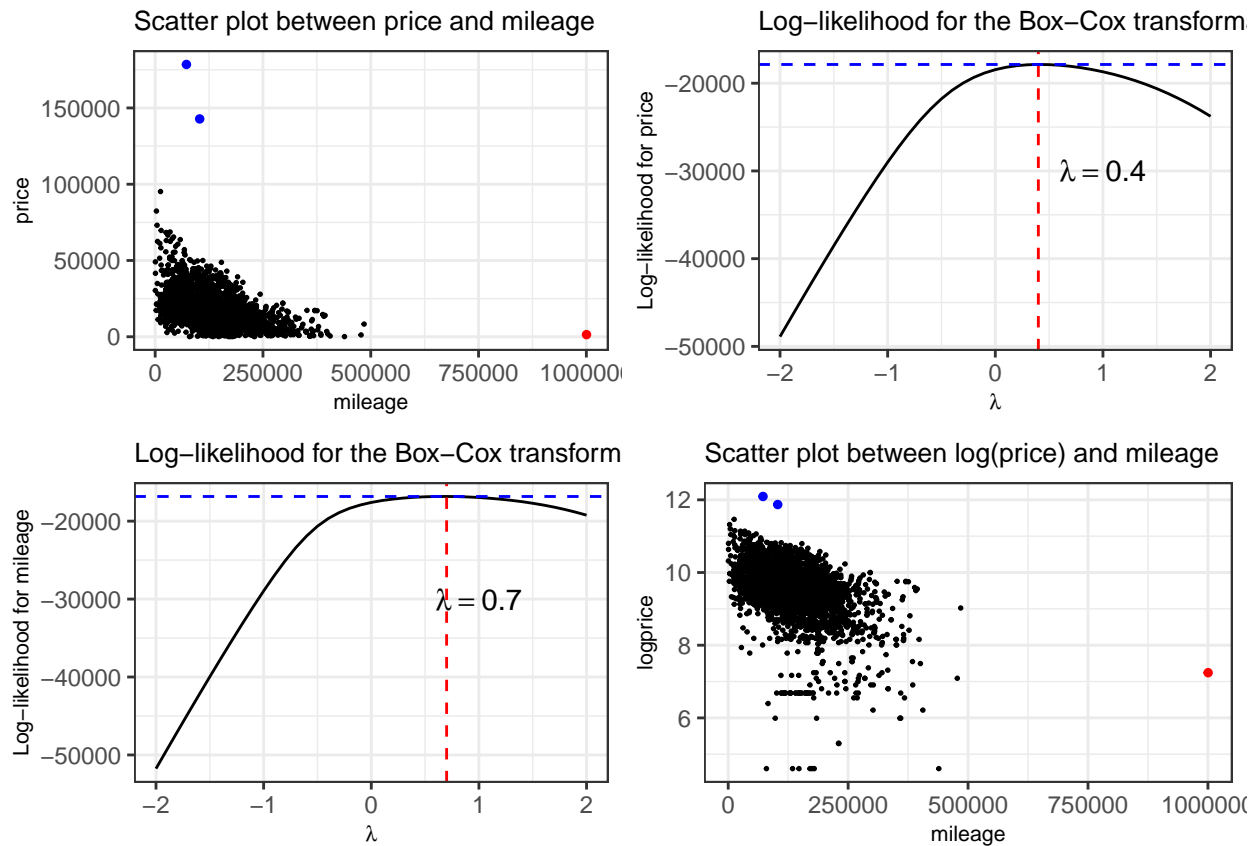 Scatter plot between price and mileage
price
150000
100000
50000
0
0 250000 500000 750000 100000
mileage
Log−likelihood for the Box−Cox transform
Log−likelihood for price
−20000
−30000
−40000
−50000
λ = 0.4
−2 −1 0 1 2
λ
Log−likelihood for the Box−Cox transform
Log−likelihood for mileage
−20000
−30000
−40000
−50000
λ = 0.7
−2 −1 0 1 2
λ
Scatter plot between log(price) and mileage
logprice
12
10
8
6
0 250000 500000 750000 1000000
mileage